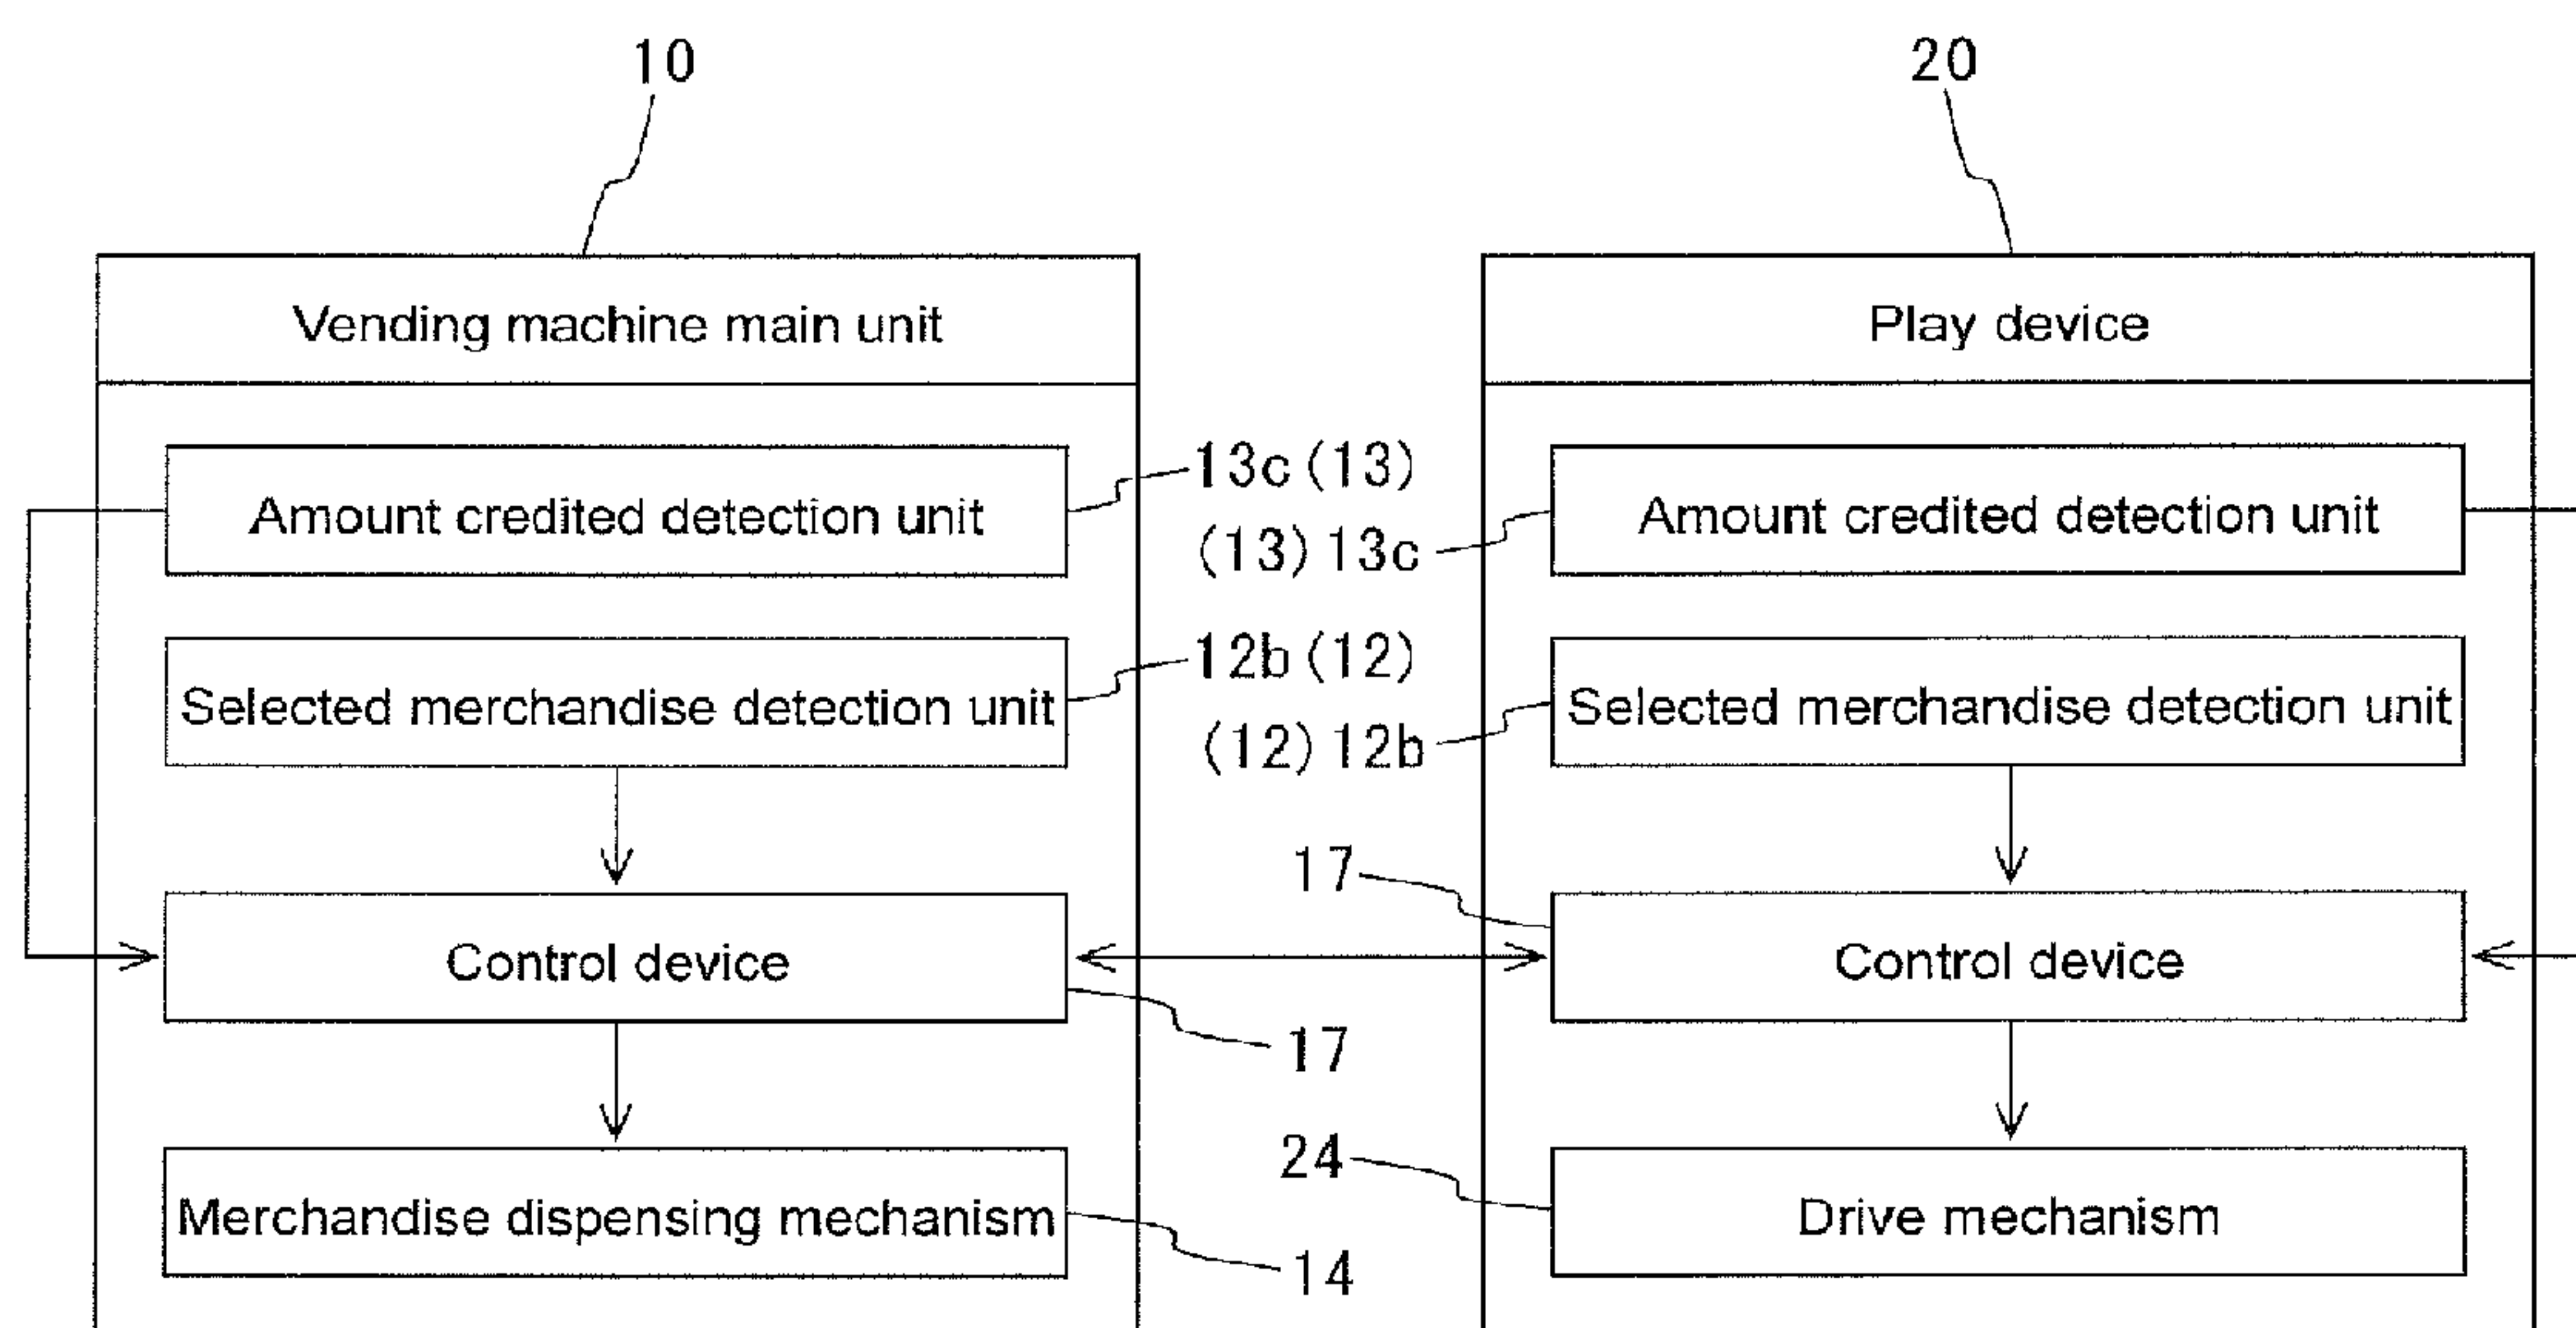 10
20
Vending machine main unit
Play device
Amount credited detection unit
13c (13)
(13) 13c
Amount credited detection unit
Selected merchandise detection unit
12b (12)
(12) 12b
Selected merchandise detection unit
17
Control device
Control device
17
24
Merchandise dispensing mechanism
Drive mechanism
14